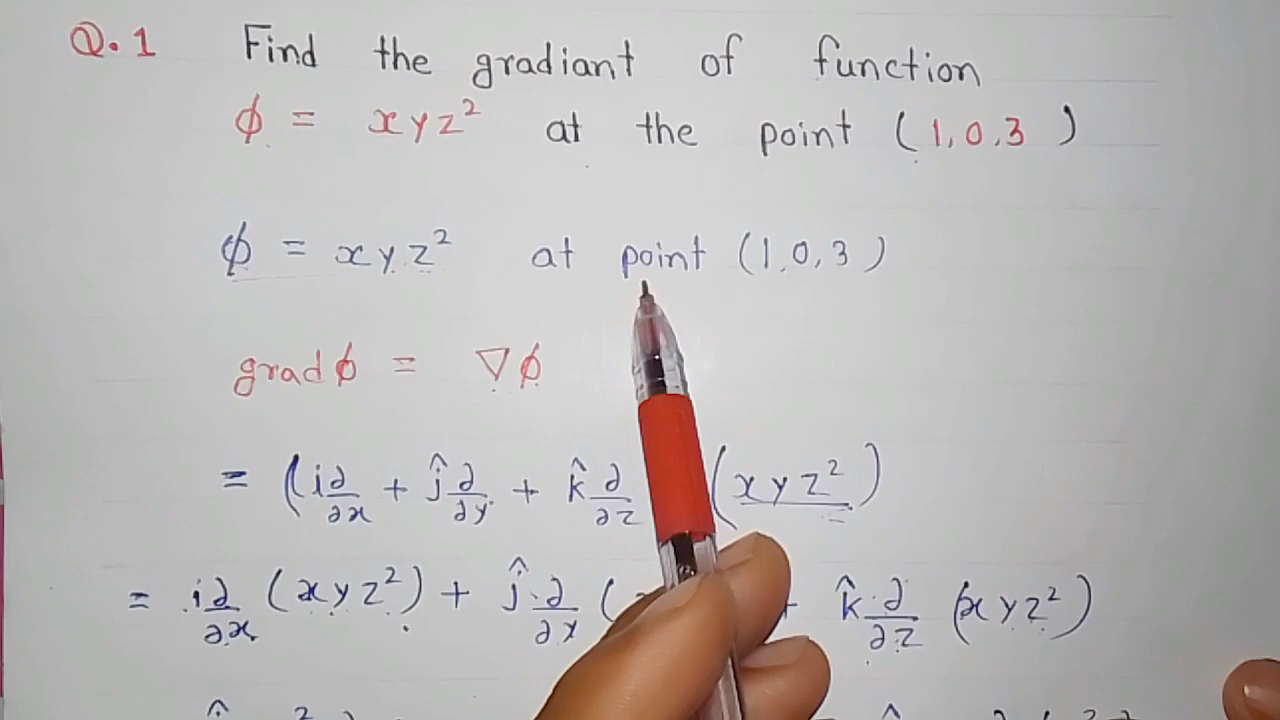 Q.1 Find the gradiant of function
ϕ = xyz² at the point (1,0,3)
ϕ = xyz² at point (1,0,3)
grad ϕ = ∇ϕ
= (i∂/∂x + ĵ∂/∂y + k̂∂/∂z (xyz²)
= i∂/∂x (xyz²) + ĵ∂/∂y ( + k̂∂/∂z (xyz²)